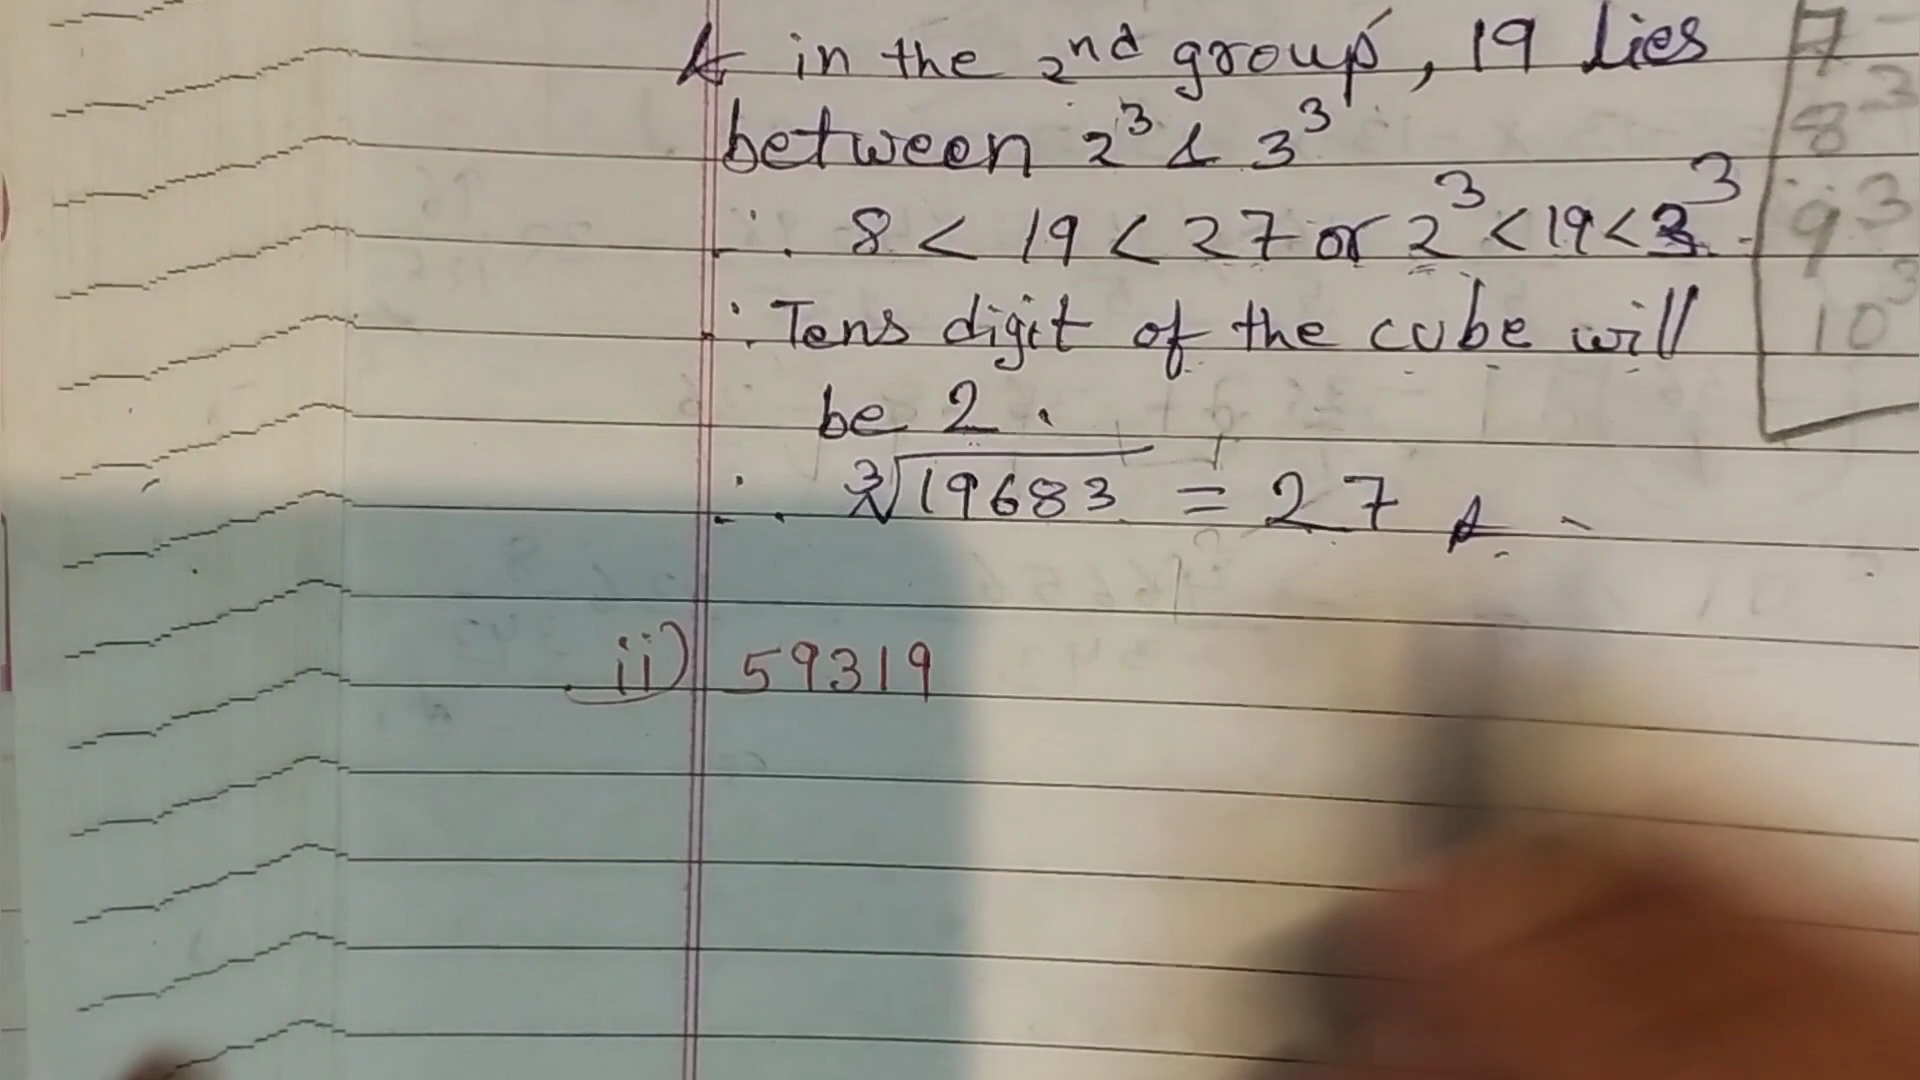 & in the 2nd group, 19 lies
between 2³ & 3³
∴ 8 < 19 < 27 or 2³ < 19 < 3³
∴ Tens digit of the cube will
be 2.
∴ ∛19683 = 27
ii) 59319
7
8³
9³
10³